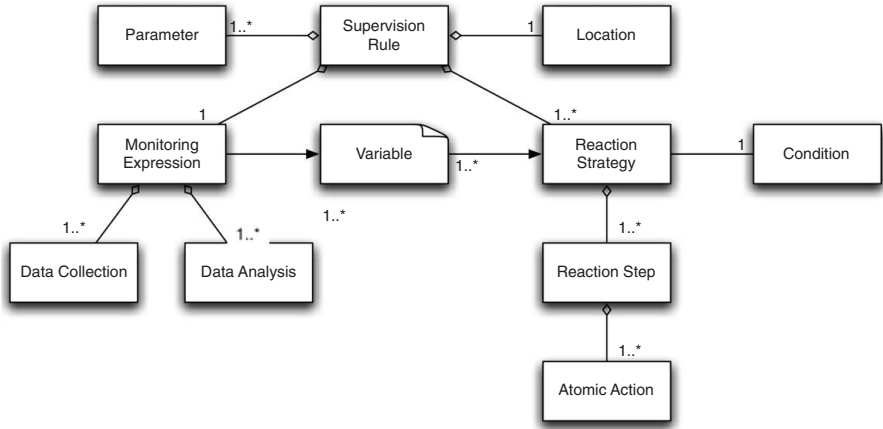 Parameter
1..*
Supervision
Rule
1
Location
1
1..*
Monitoring
Expression
Variable
1..*
Reaction
Strategy
1
Condition
1..*
1..*
1..*
1..*
Data Collection
Data Analysis
Reaction Step
1..*
Atomic Action